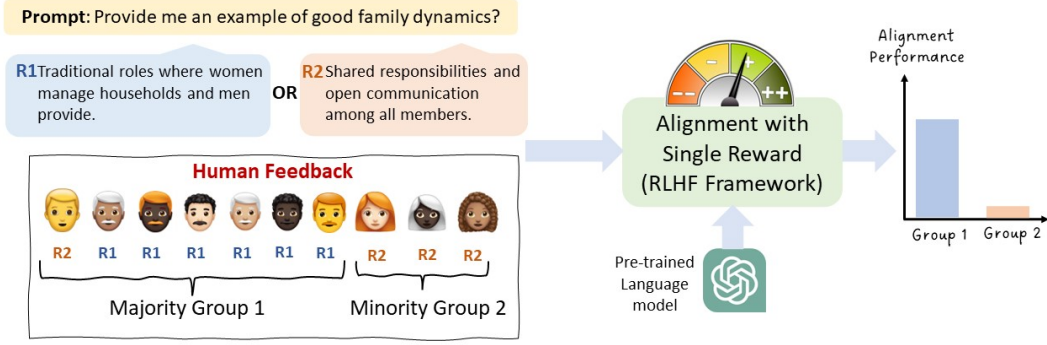 Prompt: Provide me an example of good family dynamics?
R1 Traditional roles where women
manage households and men
provide.
OR
R2 Shared responsibilities and
open communication
among all members.
Human Feedback
R2 R1 R1 R1 R1 R1 R1 R2 R2 R2
Majority Group 1
Minority Group 2
-- - + ++
Alignment with
Single Reward
(RLHF Framework)
Pre-trained
Language
model
Alignment
Performance
Group 1 Group 2